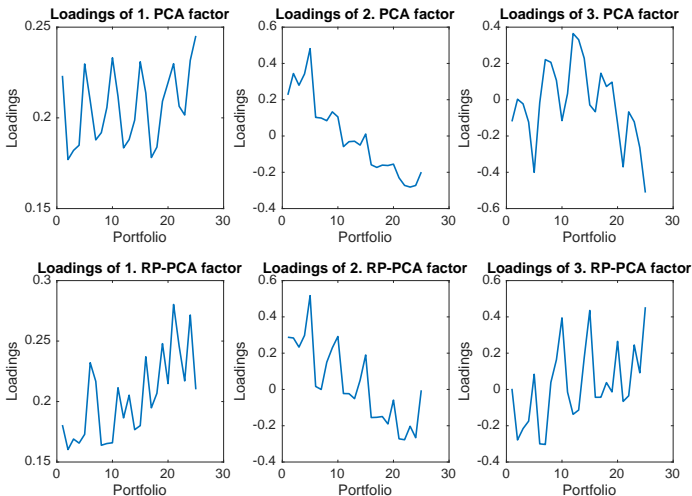 Loadings of 1. PCA factor
0.25
0.2
0.15
Loadings
0 10 20 30
Portfolio
Loadings of 2. PCA factor
0.6
0.4
0.2
0
-0.2
-0.4
Loadings
0 10 20 30
Portfolio
Loadings of 3. PCA factor
0.4
0.2
0
-0.2
-0.4
-0.6
Loadings
0 10 20 30
Portfolio
Loadings of 1. RP-PCA factor
0.3
0.25
0.2
0.15
Loadings
0 10 20 30
Portfolio
Loadings of 2. RP-PCA factor
0.6
0.4
0.2
0
-0.2
-0.4
Loadings
0 10 20 30
Portfolio
Loadings of 3. RP-PCA factor
0.6
0.4
0.2
0
-0.2
-0.4
Loadings
0 10 20 30
Portfolio